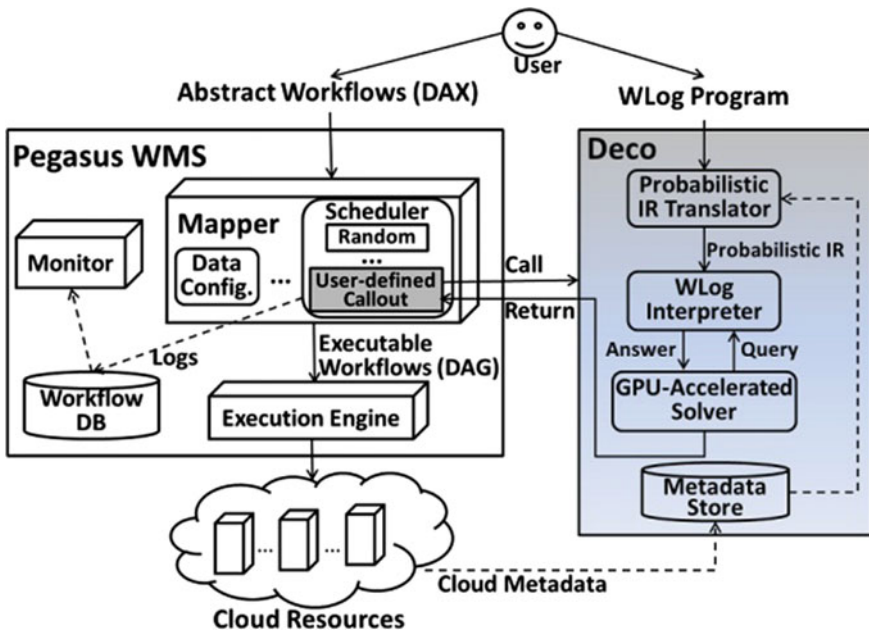 User
Abstract Workflows (DAX)
WLog Program
Pegasus WMS
Mapper
Scheduler
Random
...
User-defined
Callout
Data
Config.
...
Monitor
Logs
Workflow
DB
Executable
Workflows (DAG)
Execution Engine
Call
Return
Deco
Probabilistic
IR Translator
Probabilistic IR
WLog
Interpreter
Answer
Query
GPU-Accelerated
Solver
Metadata
Store
... ...
Cloud Metadata
Cloud Resources